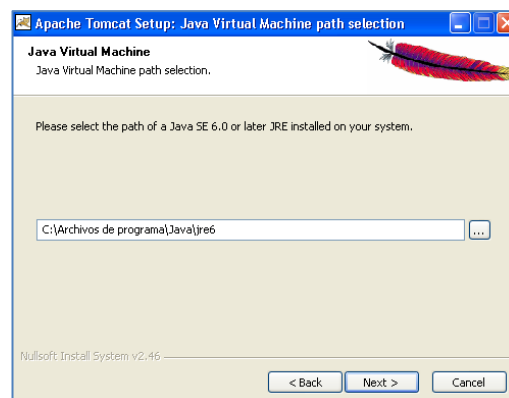 Apache Tomcat Setup: Java Virtual Machine path selection
Java Virtual Machine
Java Virtual Machine path selection.
Please select the path of a Java SE 6.0 or later JRE installed on your system.
C:\Archivos de programa\Java\jre6
...
Nullsoft Install System v2.46
< Back
Next >
Cancel